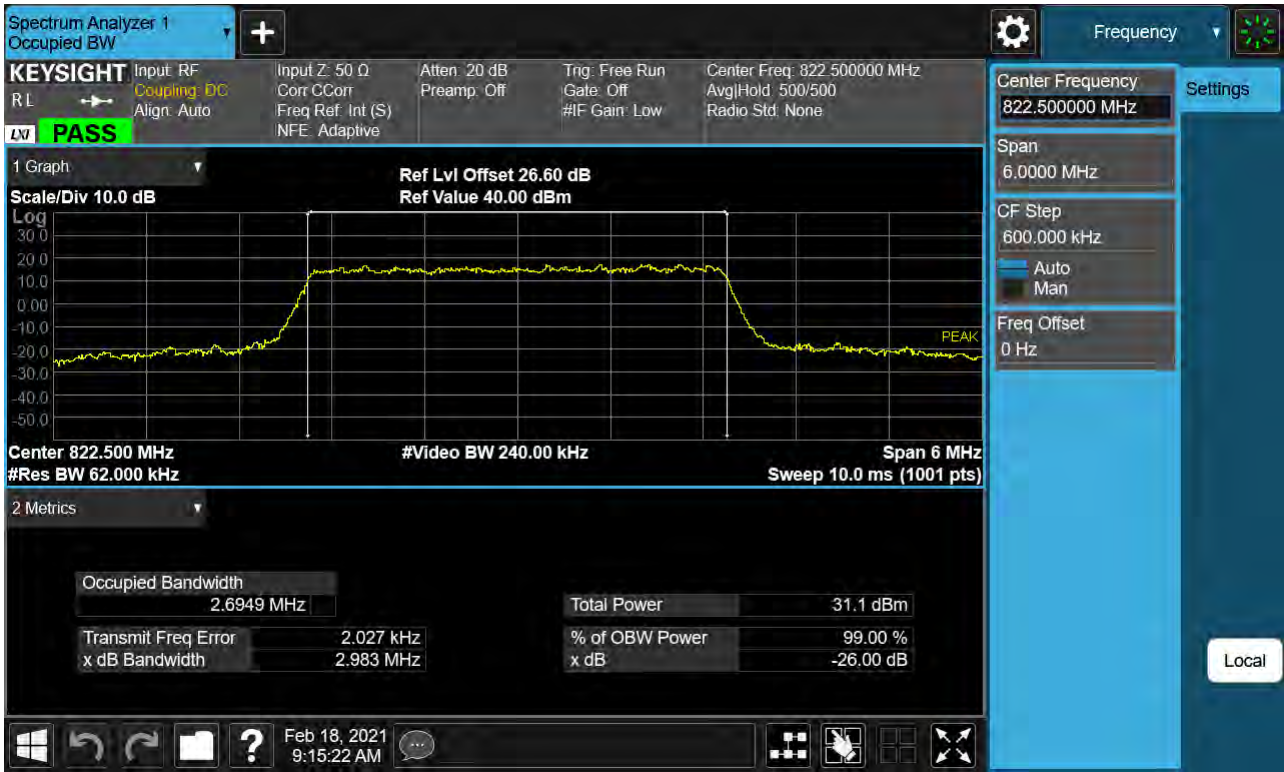 Spectrum Analyzer 1
Occupied BW
+
Frequency
KEYSIGHT
R L
LXI PASS
Input: RF
Coupling: DC
Align: Auto
Input Z: 50 Ω
Corr CCorr
Freq Ref: Int (S)
NFE: Adaptive
Atten: 20 dB
Preamp: Off
Trig: Free Run
Gate: Off
#IF Gain: Low
Center Freq: 822.500000 MHz
Avg|Hold: 500/500
Radio Std: None
Center Frequency
822.500000 MHz
Settings
Span
6.0000 MHz
CF Step
600.000 kHz
Auto
Man
Freq Offset
0 Hz
1 Graph
Scale/Div 10.0 dB
Ref Lvl Offset 26.60 dB
Ref Value 40.00 dBm
Log
30.0
20.0
10.0
0.00
-10.0
-20.0
-30.0
-40.0
-50.0
PEAK
Center 822.500 MHz
#Video BW 240.00 kHz
Span 6 MHz
#Res BW 62.000 kHz
Sweep 10.0 ms (1001 pts)
2 Metrics
Occupied Bandwidth
2.6949 MHz
Total Power 31.1 dBm
Transmit Freq Error 2.027 kHz
% of OBW Power 99.00 %
x dB Bandwidth 2.983 MHz
x dB -26.00 dB
Local
?
Feb 18, 2021
9:15:22 AM